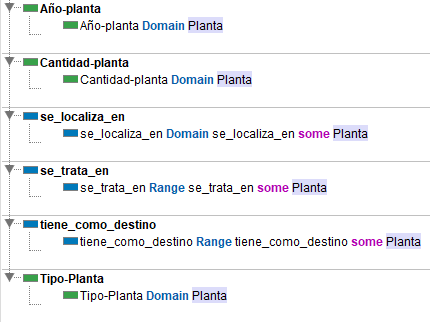 Año-planta
Año-planta Domain Planta
Cantidad-planta
Cantidad-planta Domain Planta
se_localiza_en
se_localiza_en Domain se_localiza_en some Planta
se_trata_en
se_trata_en Range se_trata_en some Planta
tiene_como_destino
tiene_como_destino Range tiene_como_destino some Planta
Tipo-Planta
Tipo-Planta Domain Planta